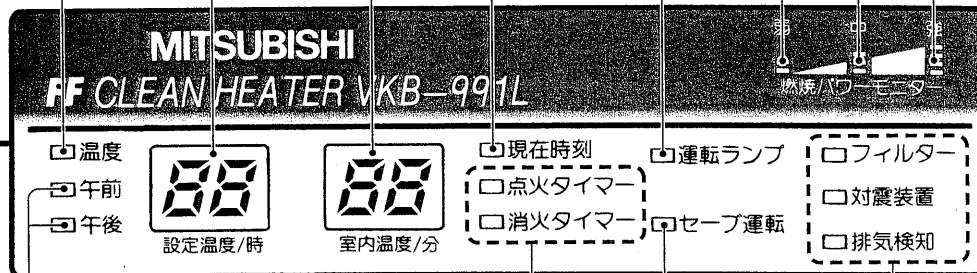 MITSUBISHI
FF CLEAN HEATER VKB-991L
弱 中 強
燃焼パワーモニター
温度
午前
午後
88
設定温度/時
88
室内温度/分
現在時刻
点火タイマー
消火タイマー
運転ランプ
セーブ運転
フィルター
対震装置
排気検知